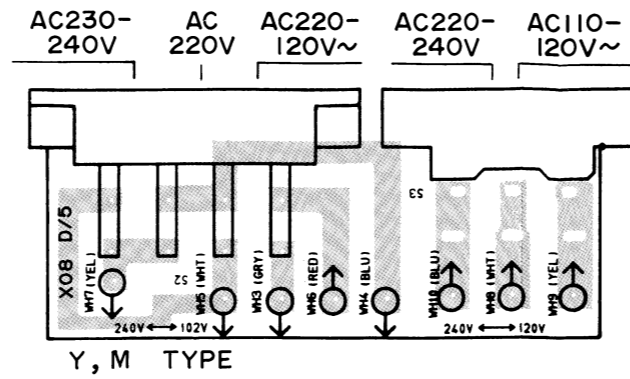 AC230-
240V
AC
220V
AC220-
120V~
AC220-
240V
AC110-
120V~
X08 D/5
S3
S2
WH7(YEL)
WH5(WHT)
WH3(GRY)
WH6(RED)
WH4(BLU)
WH10(BLU)
WH8(WHT)
WH9(YEL)
240V ↔ 102V
240V ↔ 120V
Y, M TYPE